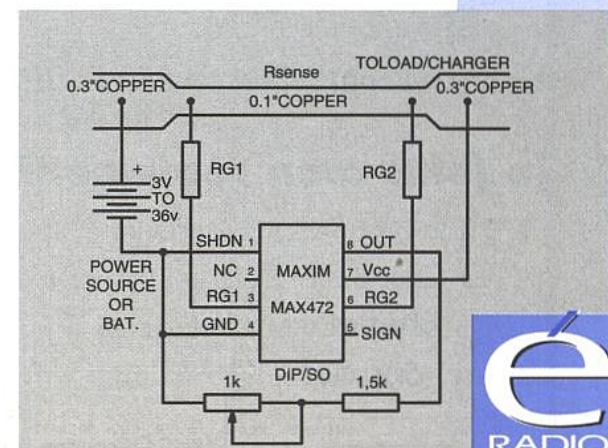 Rsense
TOLOAD/CHARGER
0.3"COPPER
0.1"COPPER
0.3"COPPER
RG1
RG2
+
3V
TO
36v
POWER
SOURCE
OR
BAT.
SHDN 1
NC 2
RG1 3
GND 4
MAXIM
MAX472
8 OUT
7 Vcc
6 RG2
5 SIGN
DiP/SO
1k
1,5k
é
RADIO